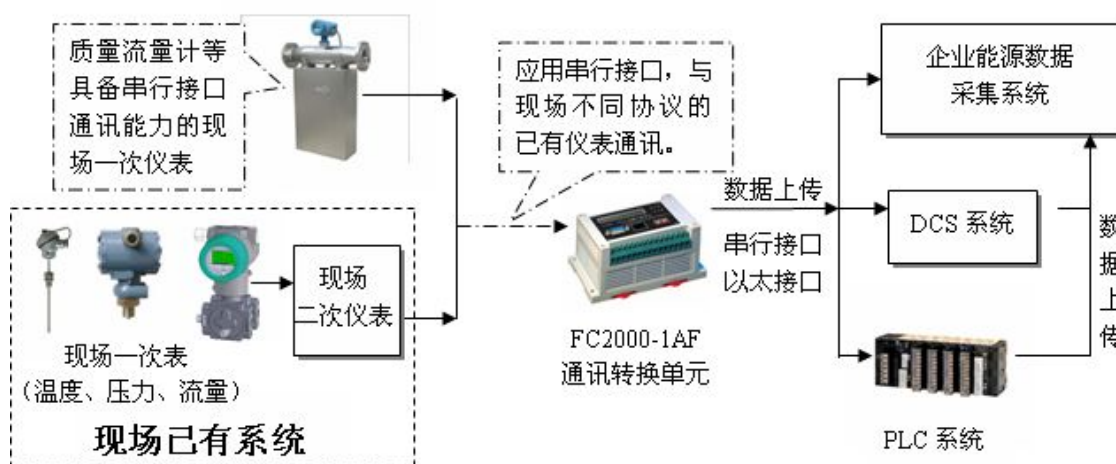 质量流量计等
具备串行接口
通讯能力的现
场一次仪表
应用串行接口，与
现场不同协议的
已有仪表通讯。
企业能源数据
采集系统
数据上传
串行接口
以太接口
DCS 系统
数
据
上
传
现场
二次仪表
现场一次表
（温度、压力、流量）
现场已有系统
FC2000-1AF
通讯转换单元
PLC 系统